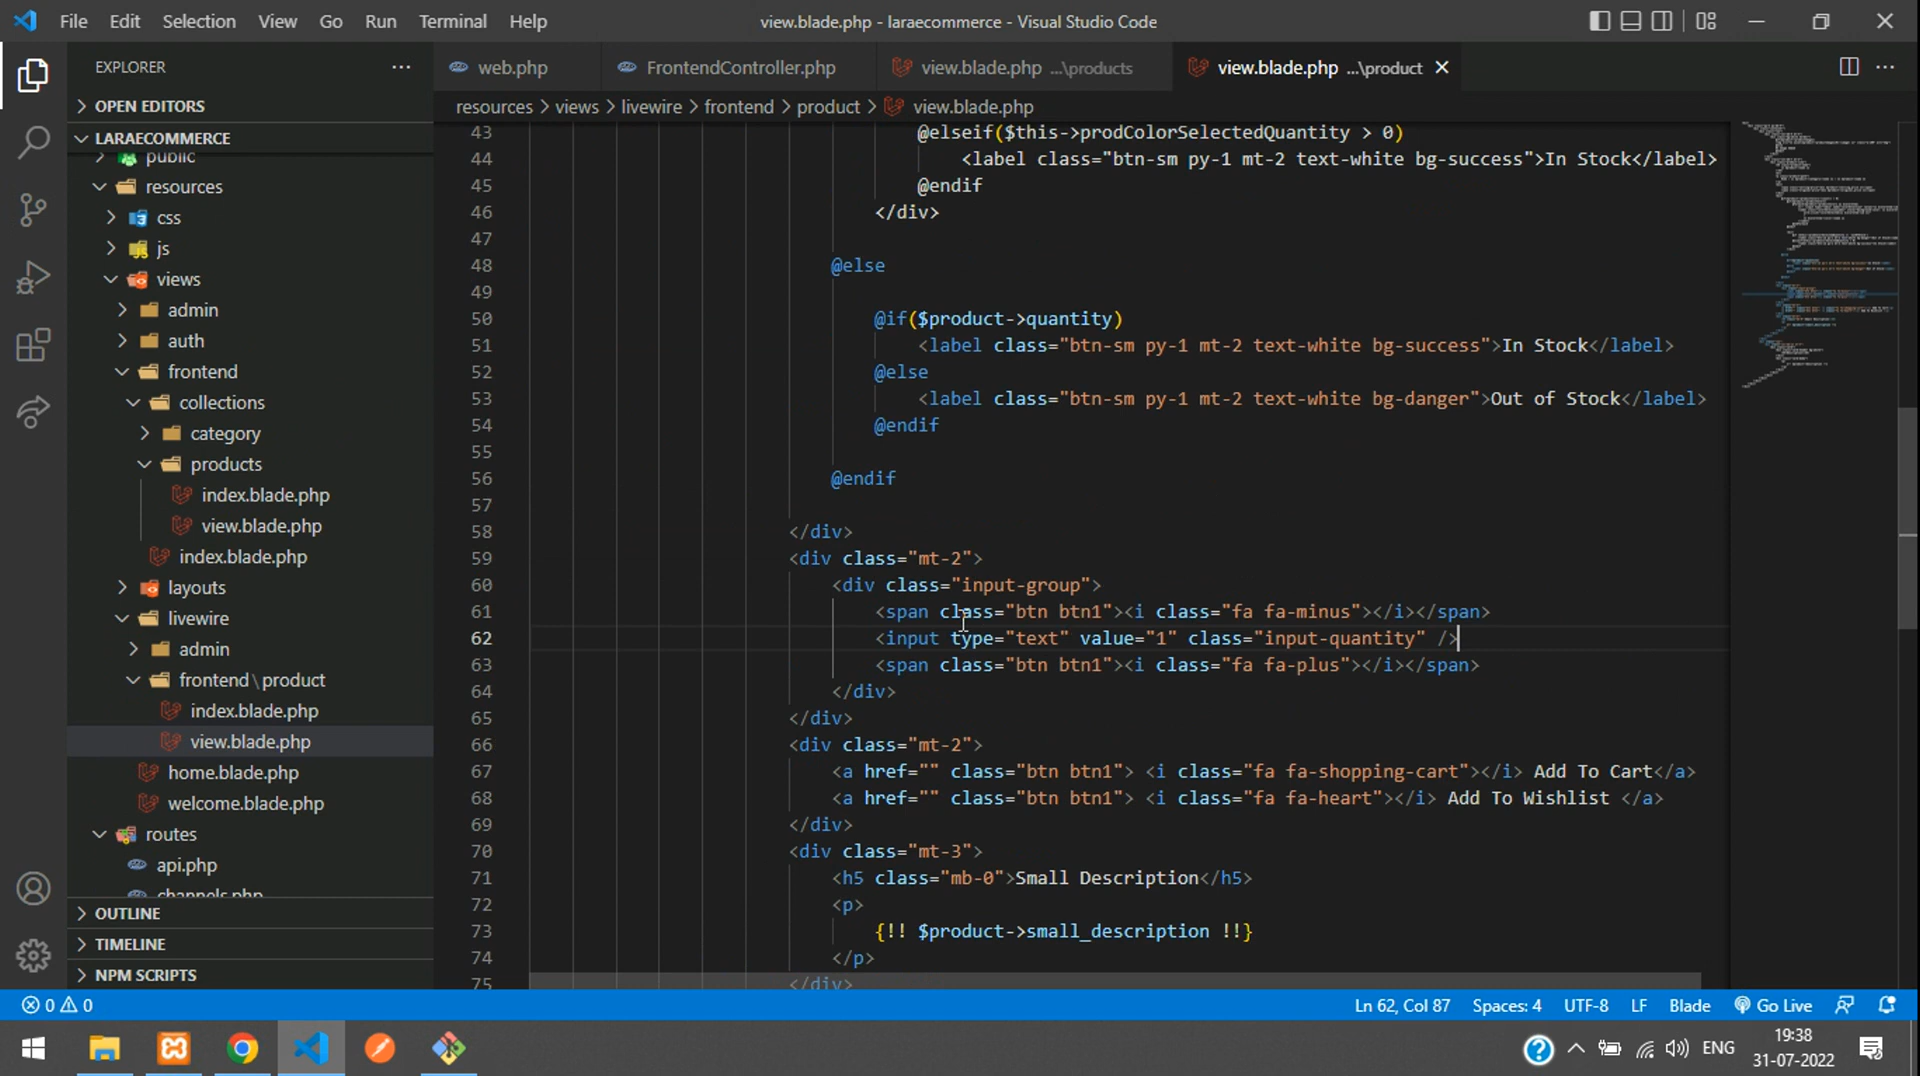 File Edit Selection View Go Run Terminal Help
view.blade.php - laraecommerce - Visual Studio Code
EXPLORER
web.php
FrontendController.php
view.blade.php ...\products
view.blade.php ...\product
OPEN EDITORS
resources > views > livewire > frontend > product > view.blade.php
LARAECOMMERCE
public
resources
css
js
views
admin
auth
frontend
collections
category
products
index.blade.php
view.blade.php
index.blade.php
layouts
livewire
admin
frontend\product
index.blade.php
view.blade.php
home.blade.php
welcome.blade.php
routes
api.php
channels.php
OUTLINE
TIMELINE
NPM SCRIPTS
43 @elseif($this->prodColorSelectedQuantity > 0)
44 <label class="btn-sm py-1 mt-2 text-white bg-success">In Stock</label>
45 @endif
46 </div>
47
48 @else
49
50 @if($product->quantity)
51 <label class="btn-sm py-1 mt-2 text-white bg-success">In Stock</label>
52 @else
53 <label class="btn-sm py-1 mt-2 text-white bg-danger">Out of Stock</label>
54 @endif
55
56 @endif
57
58 </div>
59 <div class="mt-2">
60 <div class="input-group">
61 <span class="btn btn1"><i class="fa fa-minus"></i></span>
62 <input type="text" value="1" class="input-quantity" />
63 <span class="btn btn1"><i class="fa fa-plus"></i></span>
64 </div>
65 </div>
66 <div class="mt-2">
67 <a href="" class="btn btn1"> <i class="fa fa-shopping-cart"></i> Add To Cart</a>
68 <a href="" class="btn btn1"> <i class="fa fa-heart"></i> Add To Wishlist </a>
69 </div>
70 <div class="mt-3">
71 <h5 class="mb-0">Small Description</h5>
72 <p>
73 {!! $product->small_description !!}
74 </p>
75 </div>
0 0 Ln 62, Col 87 Spaces: 4 UTF-8 LF Blade Go Live
ENG
19:38
31-07-2022